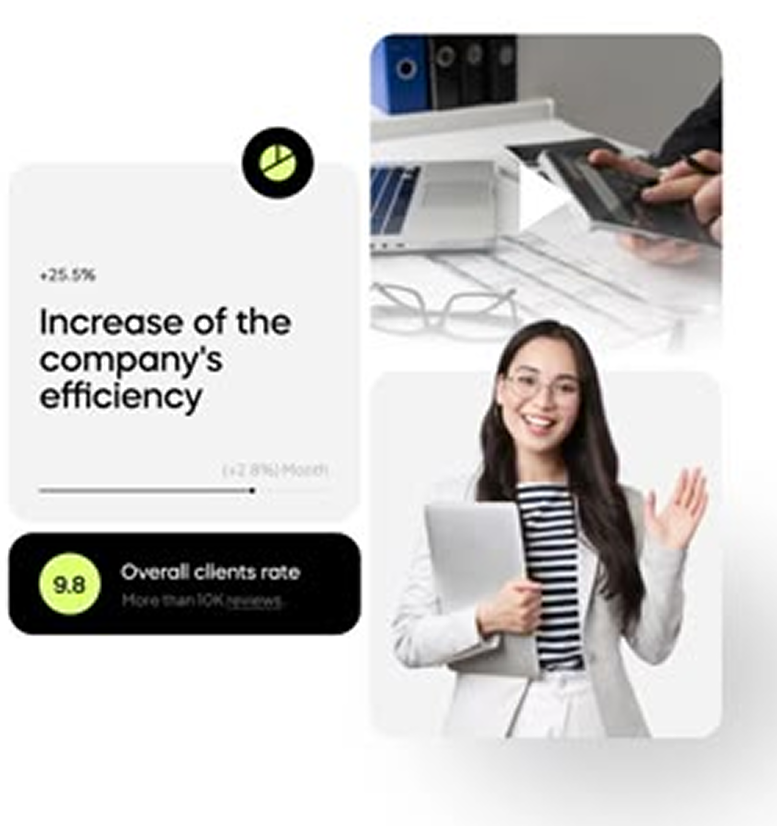 +25.5%
Increase of the
company's
efficiency
(+2.8%) Month
9.8
Overall clients rate
More than 10K reviews.